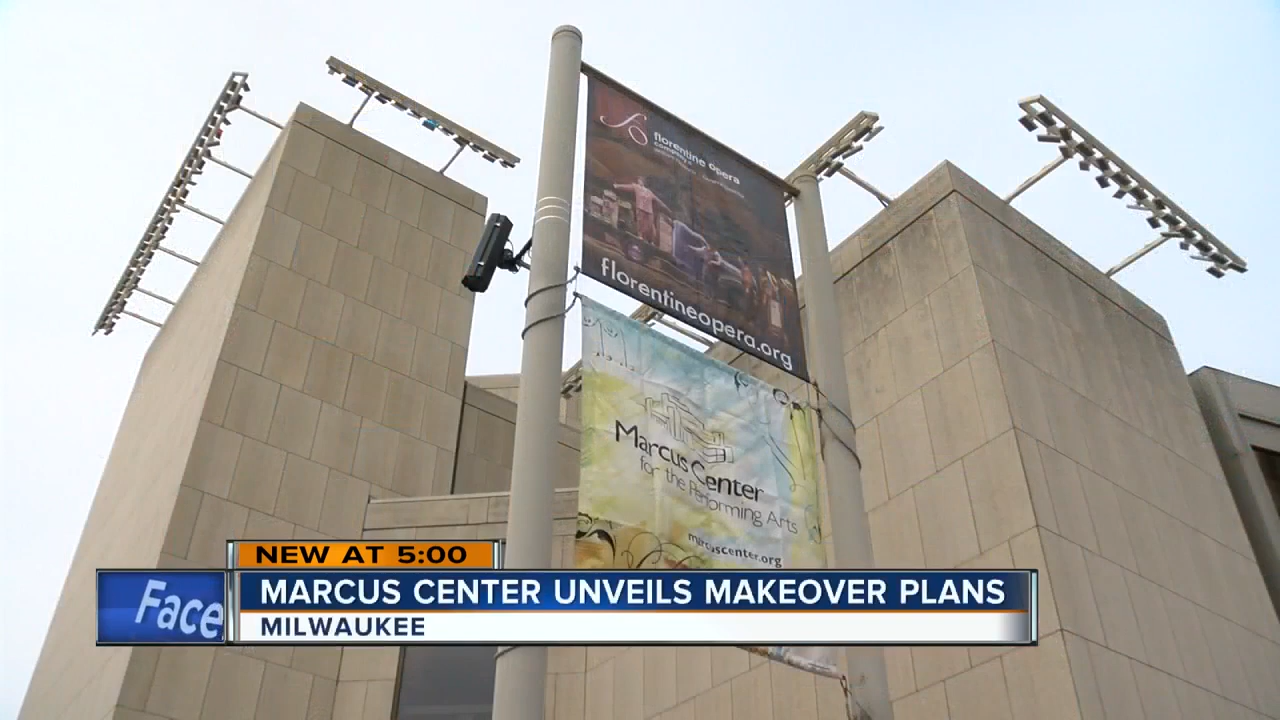 florentine opera
company
florentineopera.org
Marcus Center
for the Performing Arts
marcuscenter.org
NEW AT 5:00
Face
MARCUS CENTER UNVEILS MAKEOVER PLANS
MILWAUKEE